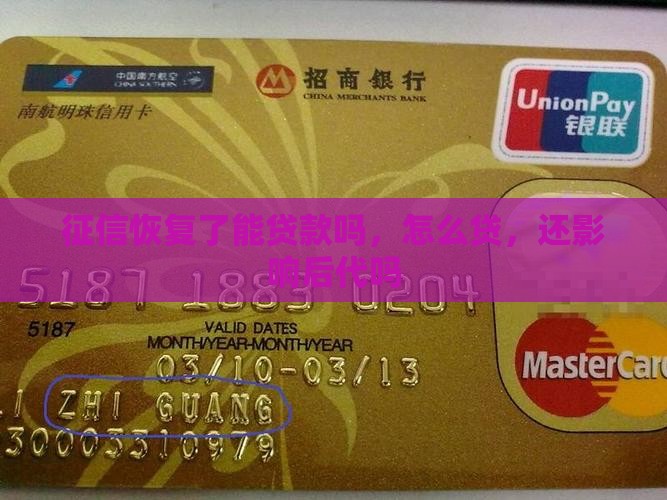 中国南方航空
CHINA SOUTHERN
南航明珠信用卡
招商银行
CHINA MERCHANTS BANK
UnionPay
银联
征信恢复了能贷款吗，怎么贷，还影
响后代吗
5187 1883 0204
5187
VALID DATES
MONTH/YEAR-MONTH/YEAR
03/10-03/13
LI ZHI GUANG
30003310979
MasterCard